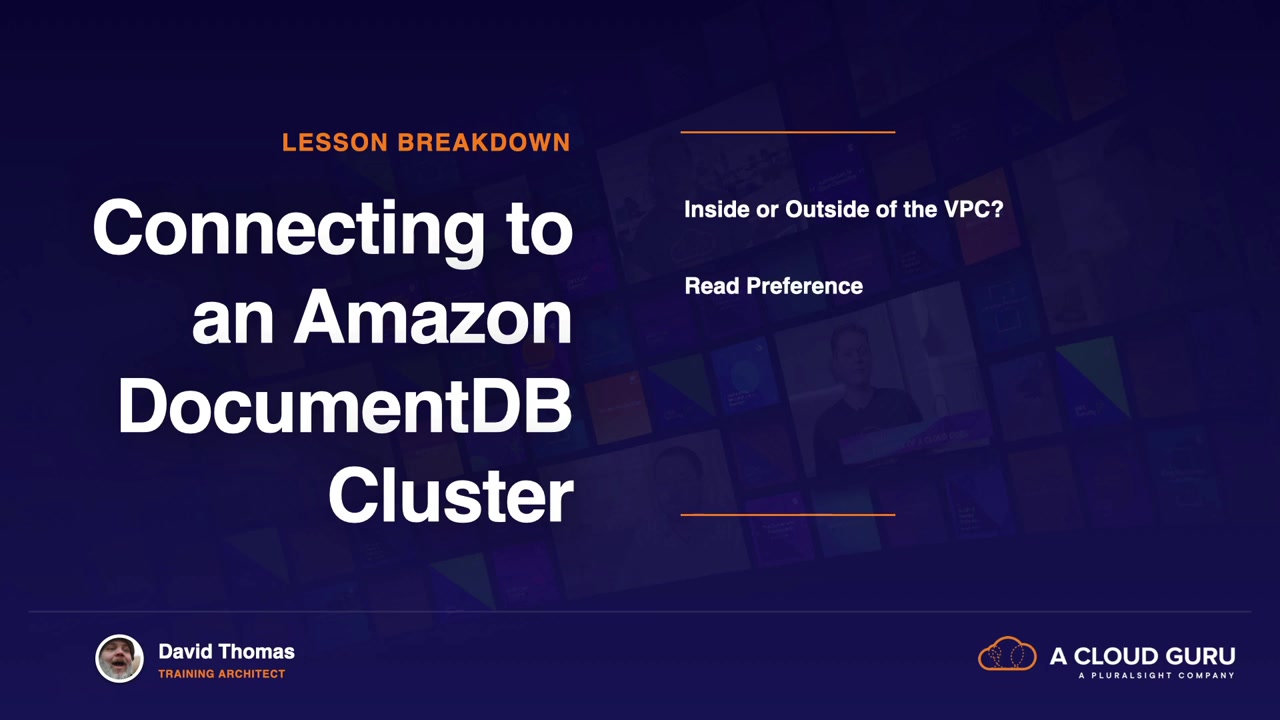 LESSON BREAKDOWN
Connecting to
an Amazon
DocumentDB
Cluster
Inside or Outside of the VPC?
Read Preference
David Thomas
TRAINING ARCHITECT
A CLOUD GURU
A PLURALSIGHT COMPANY